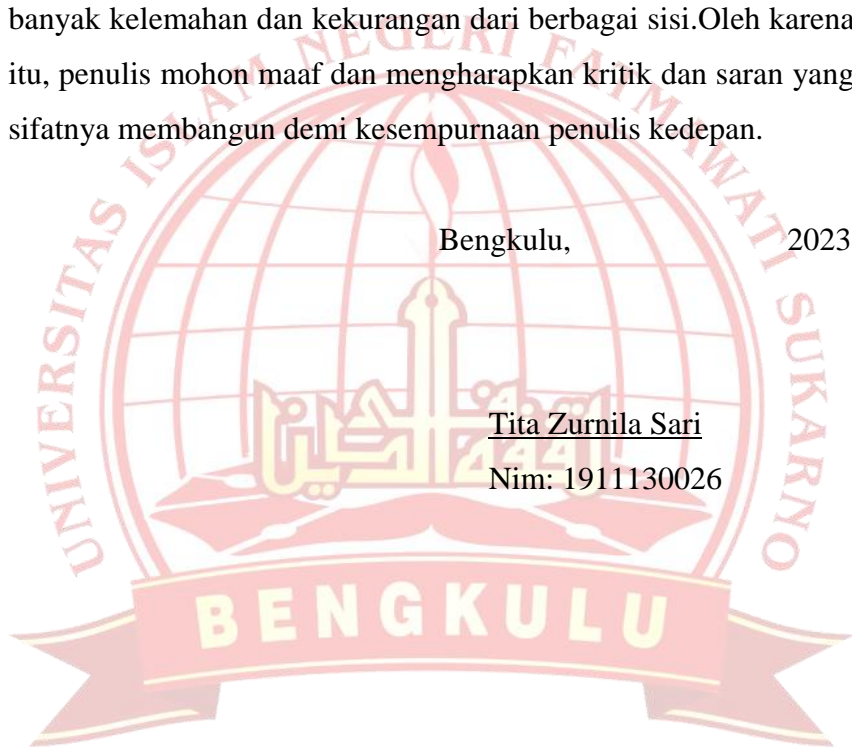 banyak kelemahan dan kekurangan dari berbagai sisi.Oleh karena
itu, penulis mohon maaf dan mengharapkan kritik dan saran yang
sifatnya membangun demi kesempurnaan penulis kedepan.
Bengkulu, 2023
Tita Zurnila Sari
Nim: 1911130026
UNIVERSITAS ISLAM NEGERI FATMAWATI SUKARNO
BENGKULU